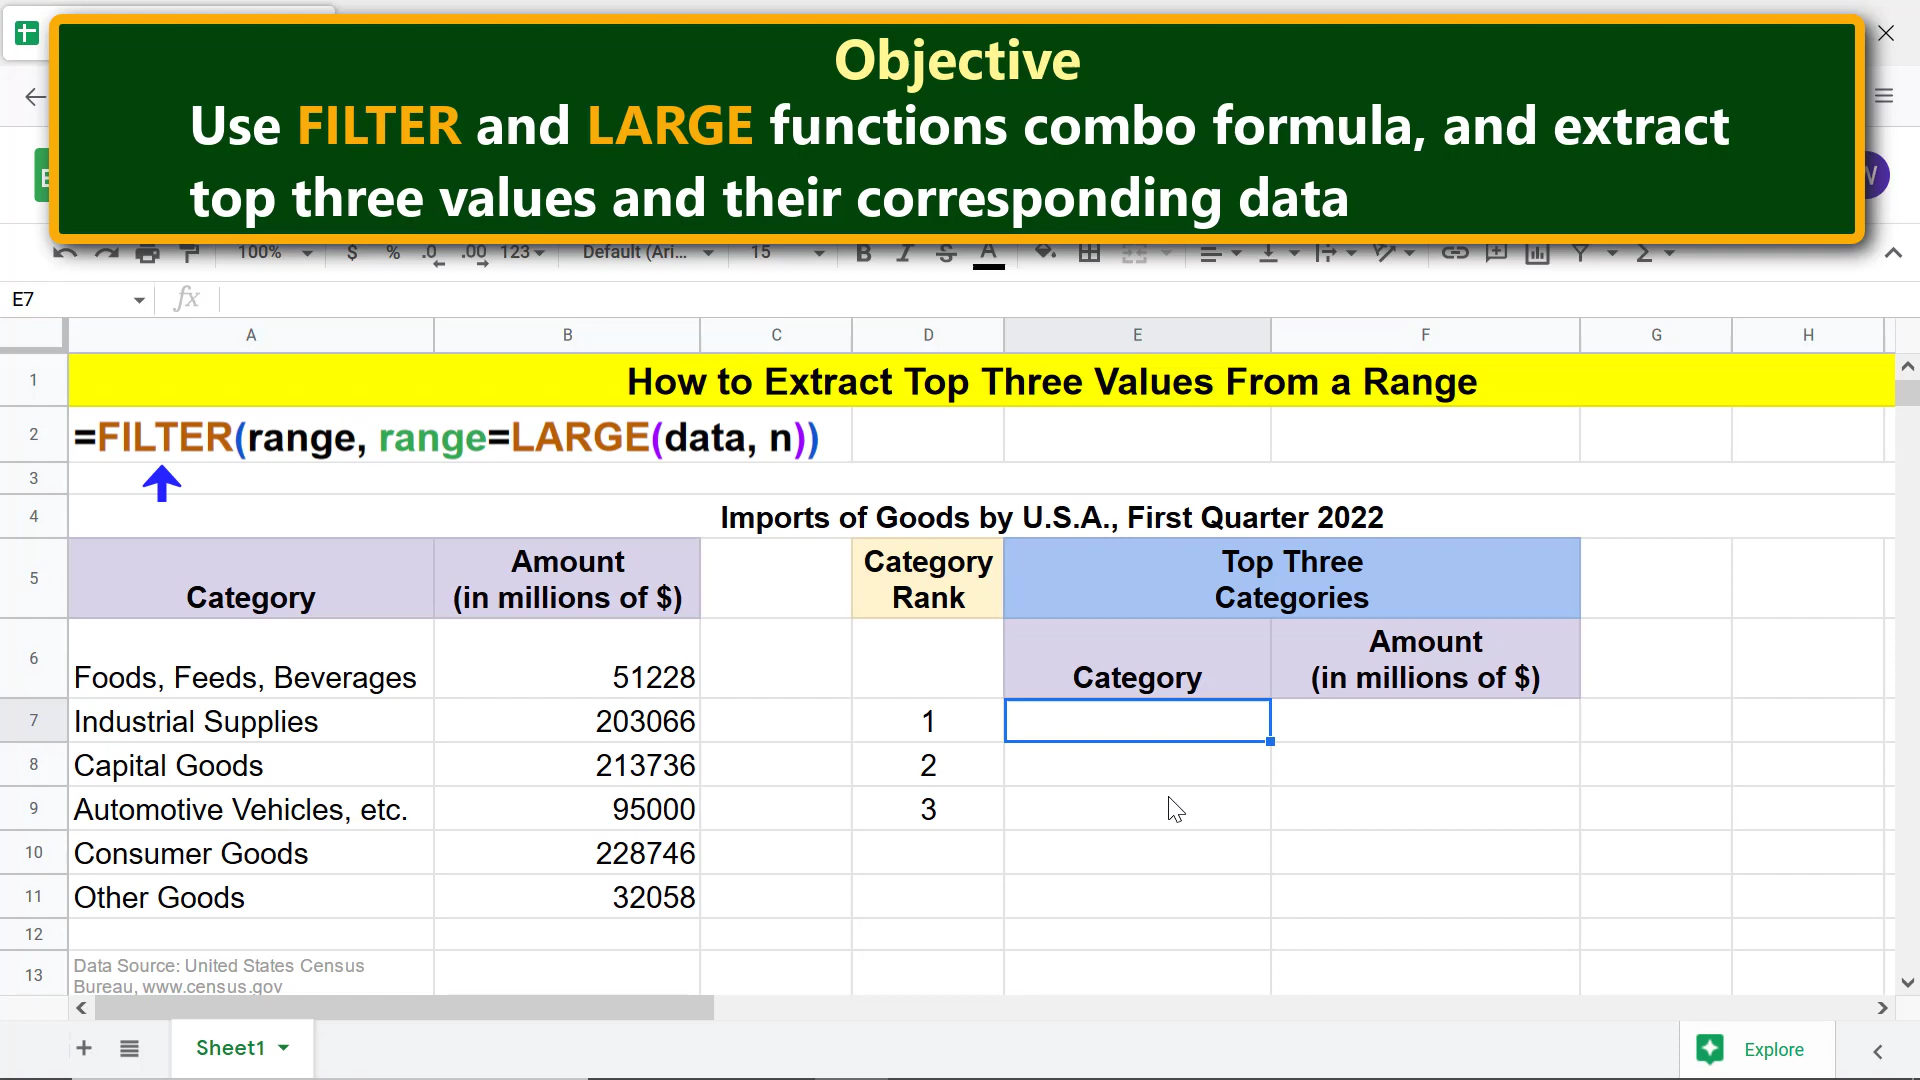 Objective
Use FILTER and LARGE functions combo formula, and extract
top three values and their corresponding data
100% $ % .0 .00 123 Default (Ari... 15 B I S A
E7 fx
A B C D E F G H
1 How to Extract Top Three Values From a Range
2 =FILTER(range, range=LARGE(data, n))
3
4 Imports of Goods by U.S.A., First Quarter 2022
Amount Category Top Three
5 Category (in millions of $) Rank Categories
Amount
6 Foods, Feeds, Beverages 51228 Category (in millions of $)
7 Industrial Supplies 203066 1
8 Capital Goods 213736 2
9 Automotive Vehicles, etc. 95000 3
10 Consumer Goods 228746
11 Other Goods 32058
12
13 Data Source: United States Census
Bureau, www.census.gov
Sheet1 Explore